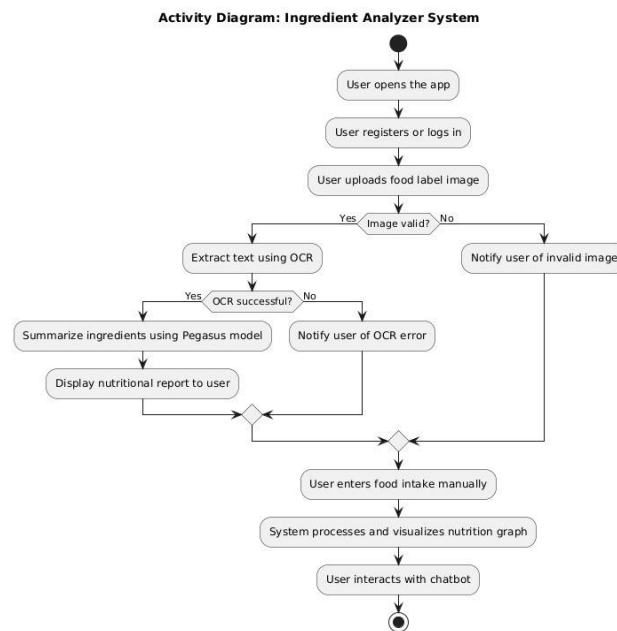 Activity Diagram: Ingredient Analyzer System
User opens the app
User registers or logs in
User uploads food label image
Yes
Image valid?
No
Extract text using OCR
Notify user of invalid image
Yes
OCR successful?
No
Summarize ingredients using Pegasus model
Notify user of OCR error
Display nutritional report to user
User enters food intake manually
System processes and visualizes nutrition graph
User interacts with chatbot